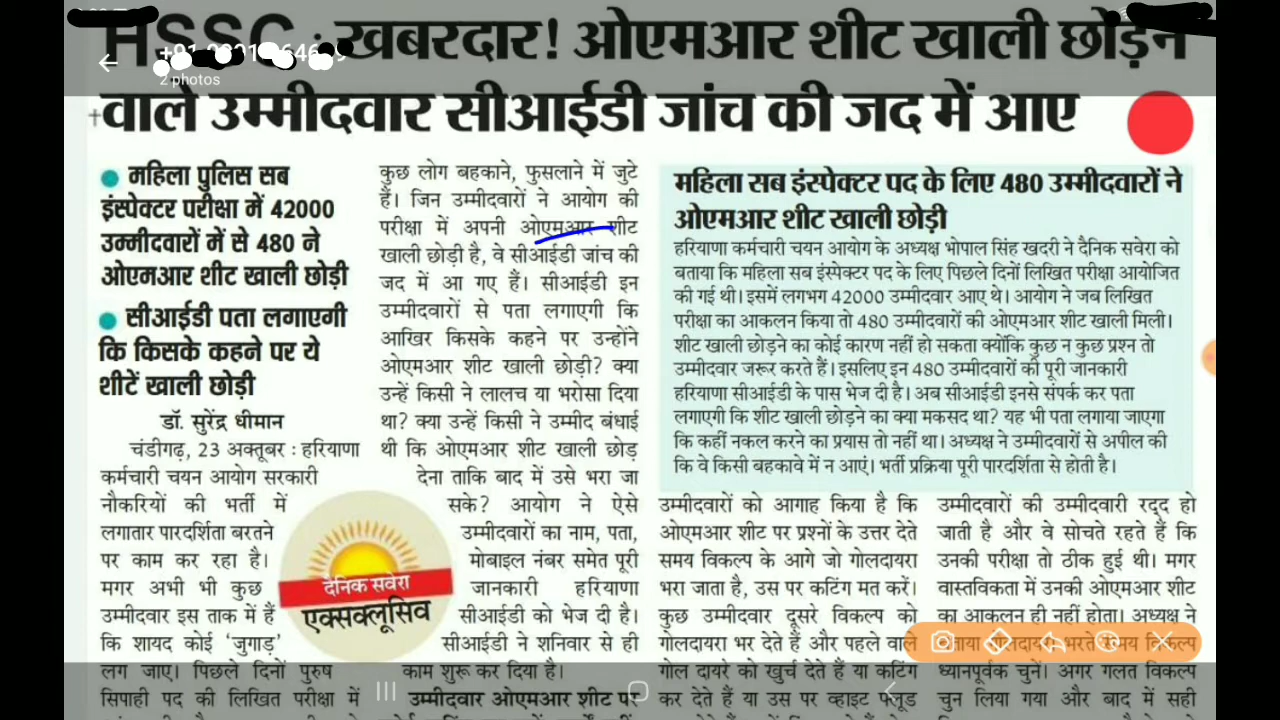 HSSC : खबरदार! ओएमआर शीट खाली छोड़ने
2 photos
वाले उम्मीदवार सीआईडी जांच की जद में आए
महिला पुलिस सब
इंस्पेक्टर परीक्षा में 42000
उम्मीदवारों में से 480 ने
ओएमआर शीट खाली छोड़ी
सीआईडी पता लगाएगी
कि किसके कहने पर ये
शीटें खाली छोड़ी
डॉ. सुरेंद्र धीमान
चंडीगढ़, 23 अक्तूबर : हरियाणा
कर्मचारी चयन आयोग सरकारी
नौकरियों की भर्ती में
लगातार पारदर्शिता बरतने
पर काम कर रहा है।
मगर अभी भी कुछ
उम्मीदवार इस ताक में हैं
कि शायद कोई ‘जुगाड़’
लग जाए। पिछले दिनों पुरुष
सिपाही पद की लिखित परीक्षा में
दैनिक सवेरा
एक्सक्लूसिव
कुछ लोग बहकाने, फुसलाने में जुटे
हैं। जिन उम्मीदवारों ने आयोग की
परीक्षा में अपनी ओएमआर शीट
खाली छोड़ी है, वे सीआईडी जांच की
जद में आ गए हैं। सीआईडी इन
उम्मीदवारों से पता लगाएगी कि
आखिर किसके कहने पर उन्होंने
ओएमआर शीट खाली छोड़ी? क्या
उन्हें किसी ने लालच या भरोसा दिया
था? क्या उन्हें किसी ने उम्मीद बंधाई
थी कि ओएमआर शीट खाली छोड़
देना ताकि बाद में उसे भरा जा
सके? आयोग ने ऐसे
उम्मीदवारों का नाम, पता,
मोबाइल नंबर समेत पूरी
जानकारी हरियाणा
सीआईडी को भेज दी है।
सीआईडी ने शनिवार से ही
काम शुरू कर दिया है।
उम्मीदवार ओएमआर शीट पर
महिला सब इंस्पेक्टर पद के लिए 480 उम्मीदवारों ने
ओएमआर शीट खाली छोड़ी
हरियाणा कर्मचारी चयन आयोग के अध्यक्ष भोपाल सिंह खदरी ने दैनिक सवेरा को
बताया कि महिला सब इंस्पेक्टर पद के लिए पिछले दिनों लिखित परीक्षा आयोजित
की गई थी। इसमें लगभग 42000 उम्मीदवार आए थे। आयोग ने जब लिखित
परीक्षा का आकलन किया तो 480 उम्मीदवारों की ओएमआर शीट खाली मिली।
शीट खाली छोड़ने का कोई कारण नहीं हो सकता क्योंकि कुछ न कुछ प्रश्न तो
उम्मीदवार जरूर करते हैं। इसलिए इन 480 उम्मीदवारों की पूरी जानकारी
हरियाणा सीआईडी के पास भेज दी है। अब सीआईडी इनसे संपर्क कर पता
लगाएगी कि शीट खाली छोड़ने का क्या मकसद था? यह भी पता लगाया जाएगा
कि कहीं नकल करने का प्रयास तो नहीं था। अध्यक्ष ने उम्मीदवारों से अपील की
कि वे किसी बहकावे में न आएं। भर्ती प्रक्रिया पूरी पारदर्शिता से होती है।
उम्मीदवारों को आगाह किया है कि
ओएमआर शीट पर प्रश्नों के उत्तर देते
समय विकल्प के आगे जो गोलदायरा
भरा जाता है, उस पर कटिंग मत करें।
कुछ उम्मीदवार दूसरे विकल्प को
गोलदायरा भर देते हैं और पहले वाले
गोल दायरे को खुर्च देते हैं या कटिंग
कर देते हैं या उस पर व्हाइट फ्लूड
उम्मीदवारों की उम्मीदवारी रद्द हो
जाती है और वे सोचते रहते हैं कि
उनकी परीक्षा तो ठीक हुई थी। मगर
वास्तविकता में उनकी ओएमआर शीट
का आकलन ही नहीं होता। अध्यक्ष ने
बताया गोलदायरा भरते समय विकल्प
ध्यानपूर्वक चुनें। अगर गलत विकल्प
चुन लिया गया और बाद में सही